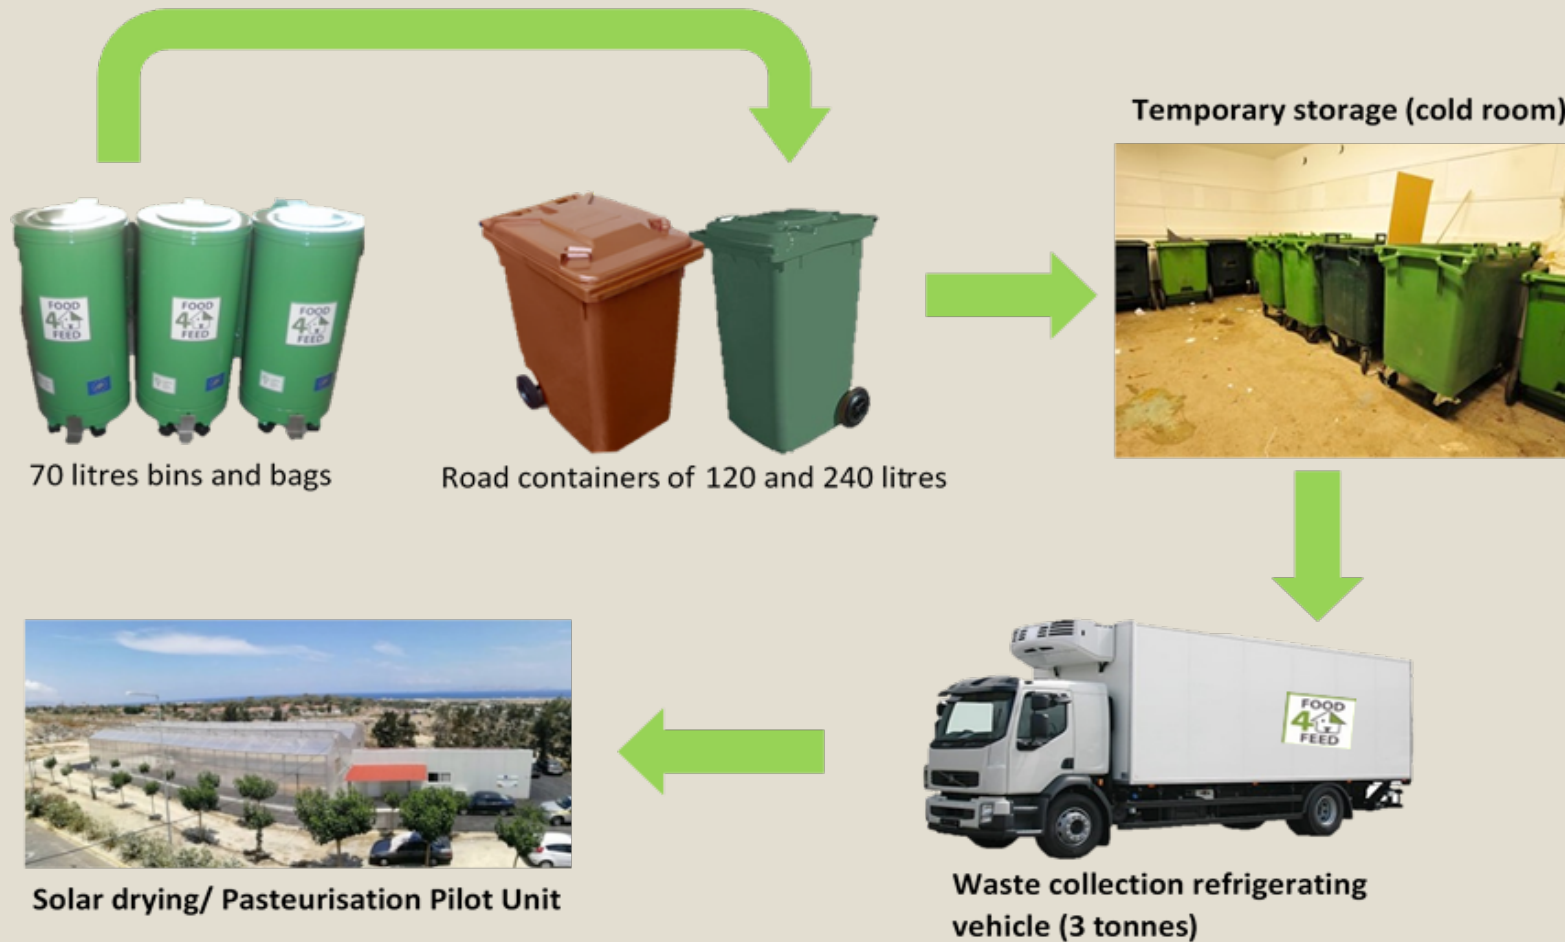 Temporary storage (cold room)
FOOD
4
FEED
FOOD
4
FEED
FOOD
4
FEED
70 litres bins and bags
Road containers of 120 and 240 litres
FOOD
4
FEED
Solar drying/ Pasteurisation Pilot Unit
Waste collection refrigerating
vehicle (3 tonnes)